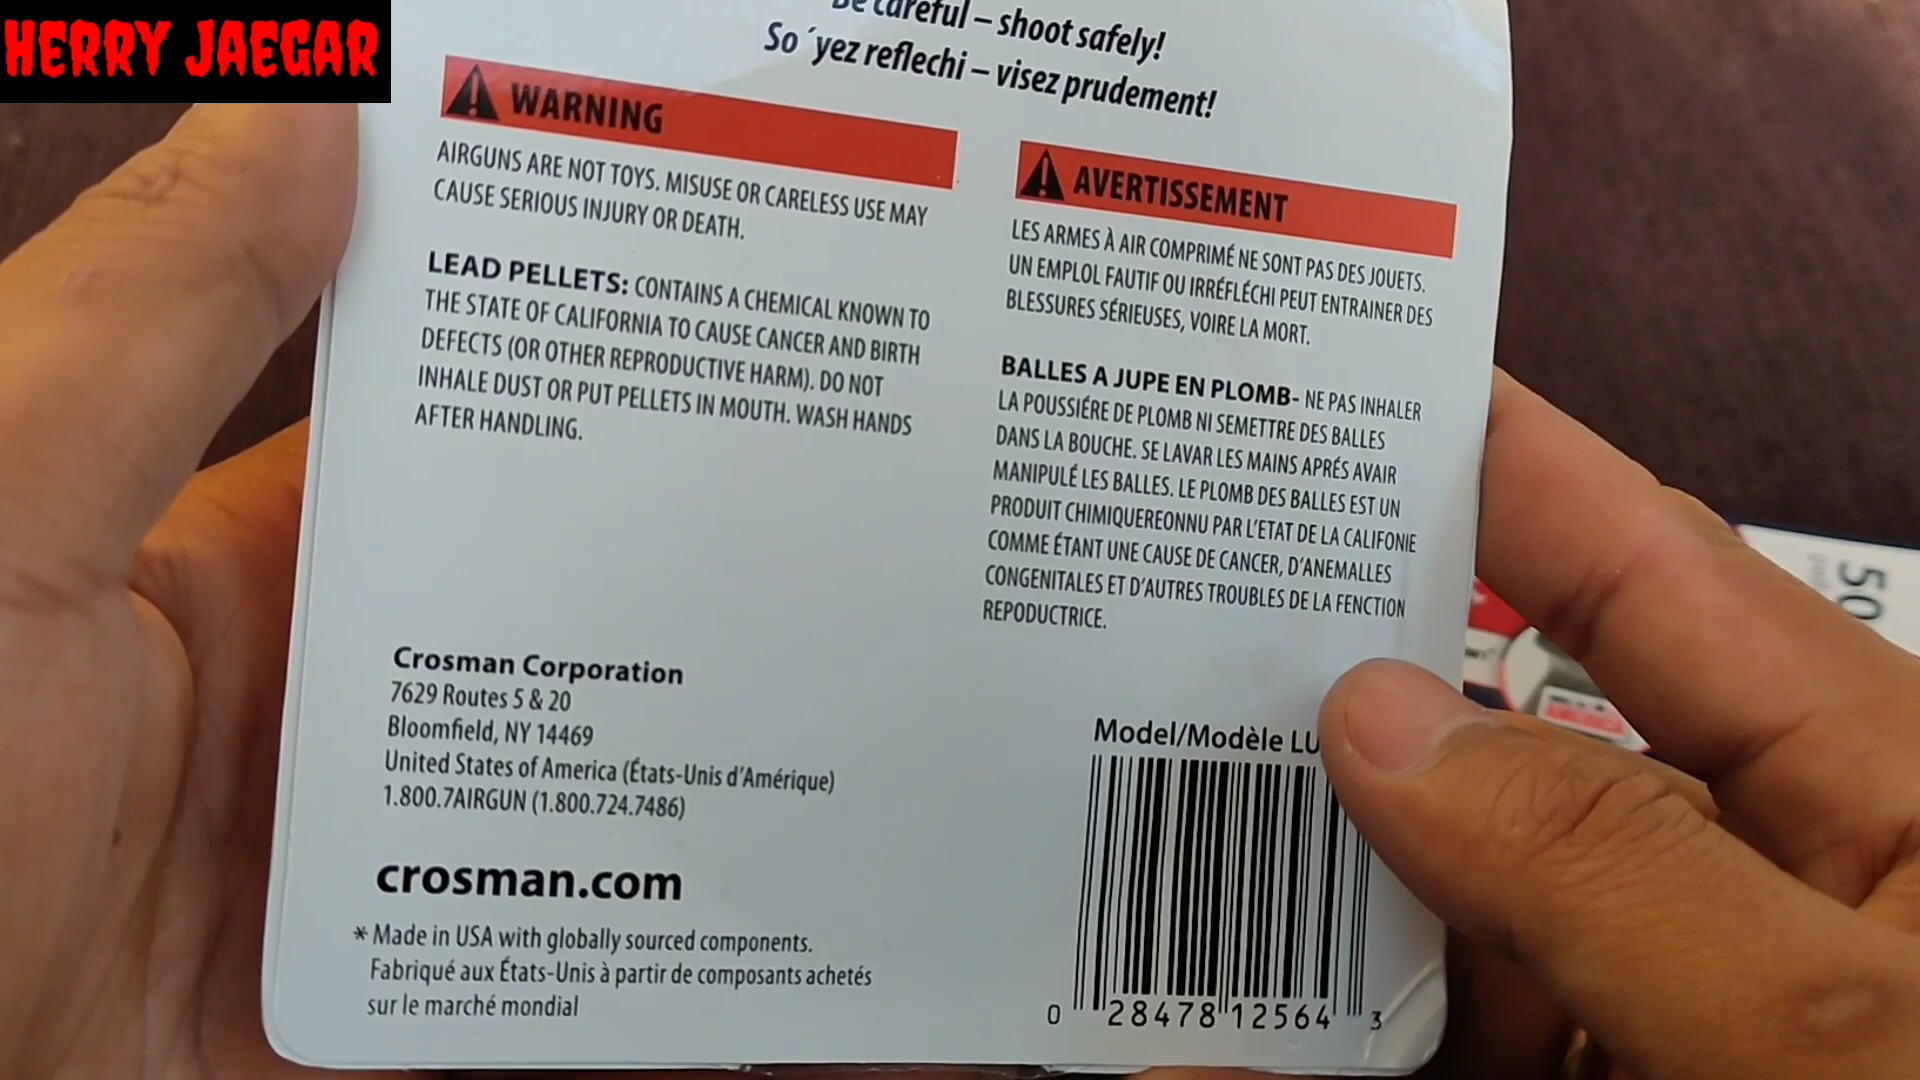 HERRY JAEGAR
Be careful – shoot safely!
So ´yez reflechi – visez prudement!
WARNING
AIRGUNS ARE NOT TOYS. MISUSE OR CARELESS USE MAY
CAUSE SERIOUS INJURY OR DEATH.
LEAD PELLETS: CONTAINS A CHEMICAL KNOWN TO
THE STATE OF CALIFORNIA TO CAUSE CANCER AND BIRTH
DEFECTS (OR OTHER REPRODUCTIVE HARM). DO NOT
INHALE DUST OR PUT PELLETS IN MOUTH. WASH HANDS
AFTER HANDLING.
AVERTISSEMENT
LES ARMES À AIR COMPRIMÉ NE SONT PAS DES JOUETS.
UN EMPLOL FAUTIF OU IRRÉFLÉCHI PEUT ENTRAINER DES
BLESSURES SÉRIEUSES, VOIRE LA MORT.
BALLES A JUPE EN PLOMB- NE PAS INHALER
LA POUSSIÉRE DE PLOMB NI SEMETTRE DES BALLES
DANS LA BOUCHE. SE LAVAR LES MAINS APRÉS AVAIR
MANIPULÉ LES BALLES. LE PLOMB DES BALLES EST UN
PRODUIT CHIMIQUEREONNU PAR L'ETAT DE LA CALIFONIE
COMME ÉTANT UNE CAUSE DE CANCER, D'ANEMALLES
CONGENITALES ET D'AUTRES TROUBLES DE LA FENCTION
REPODUCTRICE.
Crosman Corporation
7629 Routes 5 & 20
Bloomfield, NY 14469
United States of America (États-Unis d'Amérique)
1.800.7AIRGUN (1.800.724.7486)
crosman.com
* Made in USA with globally sourced components.
Fabriqué aux États-Unis à partir de composants achetés
sur le marché mondial
Model/Modèle LU
0 28478 12564 3
50
AMERICA